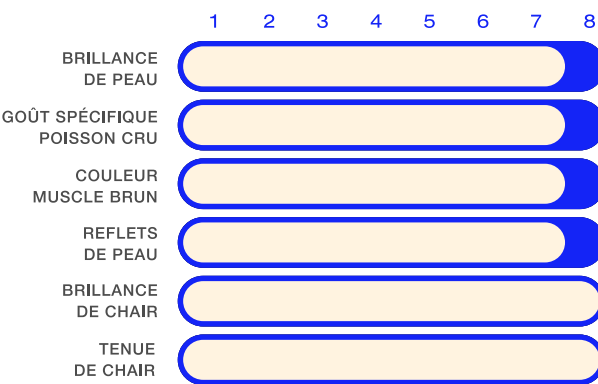 1 2 3 4 5 6 7 8
BRILLANCE
DE PEAU
GOÛT SPÉCIFIQUE
POISSON CRU
COULEUR
MUSCLE BRUN
REFLETS
DE PEAU
BRILLANCE
DE CHAIR
TENUE
DE CHAIR